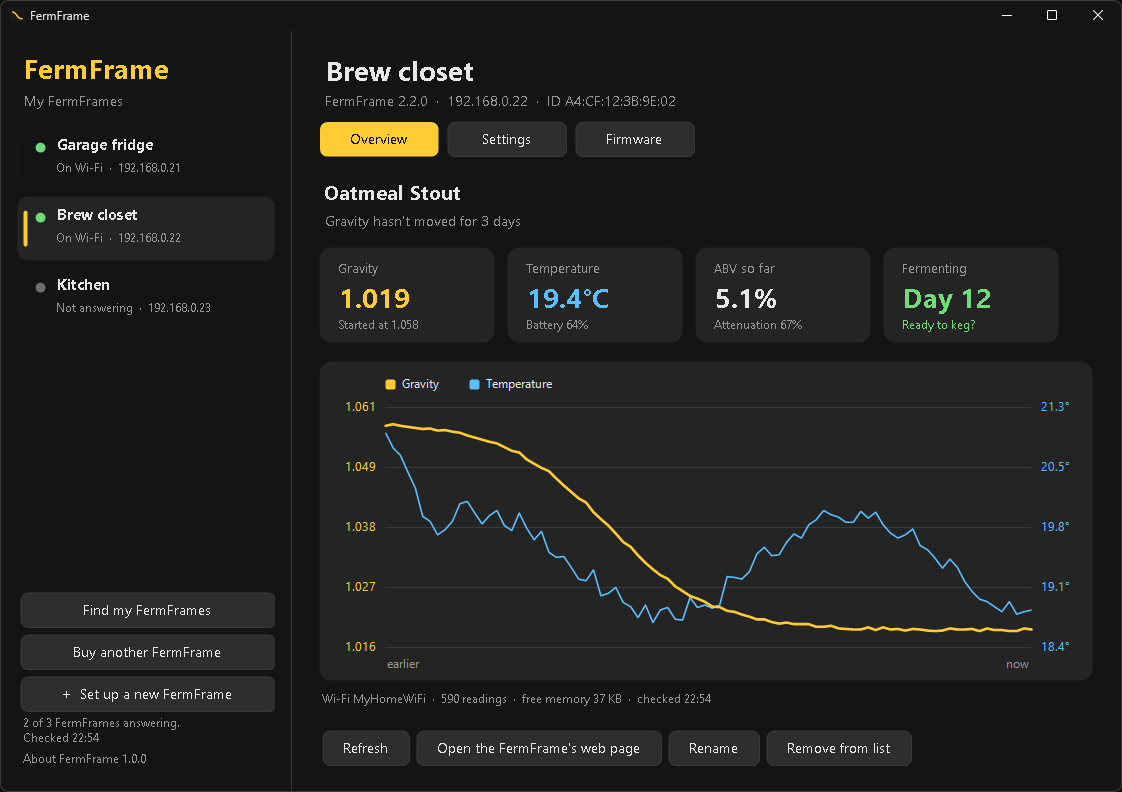 FermFrame
FermFrame
My FermFrames
Garage fridge
On Wi-Fi · 192.168.0.21
Brew closet
On Wi-Fi · 192.168.0.22
Kitchen
Not answering · 192.168.0.23
Find my FermFrames
Buy another FermFrame
+ Set up a new FermFrame
2 of 3 FermFrames answering.
Checked 22:54
About FermFrame 1.0.0
Brew closet
FermFrame 2.2.0 · 192.168.0.22 · ID A4:CF:12:3B:9E:02
Overview Settings Firmware
Oatmeal Stout
Gravity hasn't moved for 3 days
Gravity Temperature ABV so far Fermenting
1.019 19.4°C 5.1% Day 12
Started at 1.058 Battery 64% Attenuation 67% Ready to keg?
Gravity Temperature
1.061 21.3°
1.049 20.5°
1.038 19.8°
1.027 19.1°
1.016 18.4°
earlier now
Wi-Fi MyHomeWiFi · 590 readings · free memory 37 KB · checked 22:54
Refresh Open the FermFrame's web page Rename Remove from list